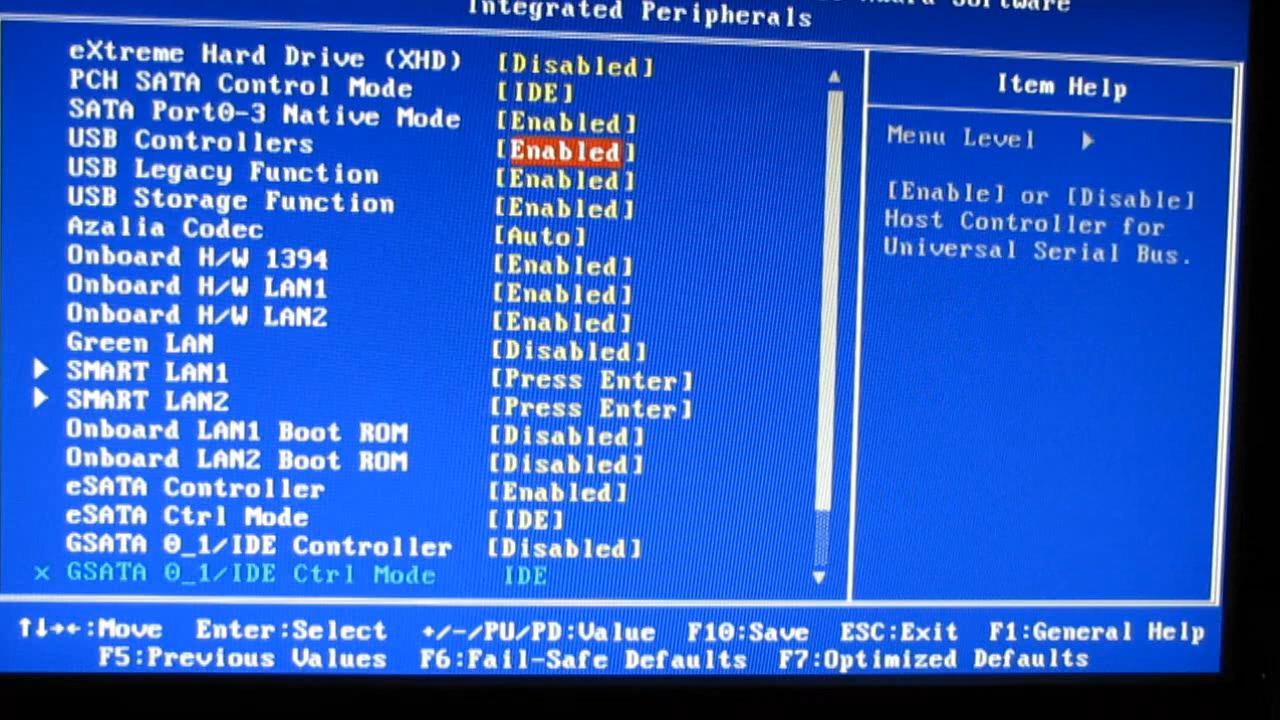 Software
Integrated Peripherals
eXtreme Hard Drive (XHD) [Disabled]
PCH SATA Control Mode [IDE]
SATA Port0-3 Native Mode [Enabled]
USB Controllers [Enabled]
USB Legacy Function [Enabled]
USB Storage Function [Enabled]
Azalia Codec [Auto]
Onboard H/W 1394 [Enabled]
Onboard H/W LAN1 [Enabled]
Onboard H/W LAN2 [Enabled]
Green LAN [Disabled]
▶ SMART LAN1 [Press Enter]
▶ SMART LAN2 [Press Enter]
Onboard LAN1 Boot ROM [Disabled]
Onboard LAN2 Boot ROM [Disabled]
eSATA Controller [Enabled]
eSATA Ctrl Mode [IDE]
GSATA 0_1/IDE Controller [Disabled]
x GSATA 0_1/IDE Ctrl Mode IDE
Item Help
Menu Level ▶
[Enable] or [Disable]
Host Controller for
Universal Serial Bus.
↑↓→←:Move Enter:Select +/-/PU/PD:Value F10:Save ESC:Exit F1:General Help
F5:Previous Values F6:Fail-Safe Defaults F7:Optimized Defaults